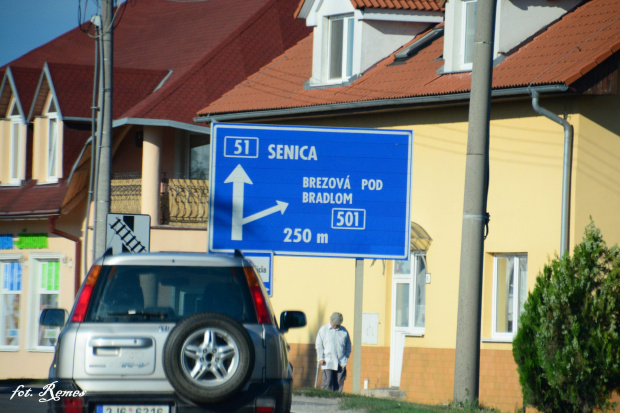 51 SENICA
BREZOVÁ POD
BRADLOM
501
250 m
fot. Remes